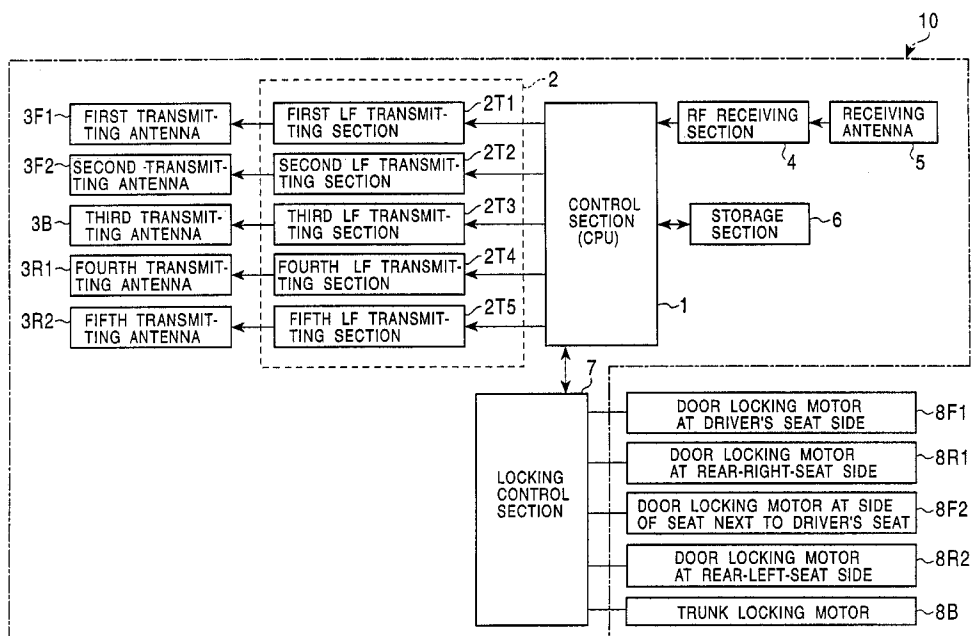 10
2
3F1
FIRST TRANSMIT-
TING ANTENNA
FIRST LF TRANSMIT-
TING SECTION
2T1
3F2
SECOND TRANSMIT-
TING ANTENNA
SECOND LF TRANSMIT-
TING SECTION
2T2
3B
THIRD TRANSMIT-
TING ANTENNA
THIRD LF TRANSMIT-
TING SECTION
2T3
3R1
FOURTH TRANSMIT-
TING ANTENNA
FOURTH LF TRANSMIT-
TING SECTION
2T4
3R2
FIFTH TRANSMIT-
TING ANTENNA
FIFTH LF TRANSMIT-
TING SECTION
2T5
CONTROL
SECTION
(CPU)
1
RF RECEIVING
SECTION
4
RECEIVING
ANTENNA
5
STORAGE
SECTION
6
7
LOCKING
CONTROL
SECTION
DOOR LOCKING MOTOR
AT DRIVER'S SEAT SIDE
8F1
DOOR LOCKING MOTOR
AT REAR-RIGHT-SEAT SIDE
8R1
DOOR LOCKING MOTOR AT SIDE
OF SEAT NEXT TO DRIVER'S SEAT
8F2
DOOR LOCKING MOTOR
AT REAR-LEFT-SEAT SIDE
8R2
TRUNK LOCKING MOTOR
8B